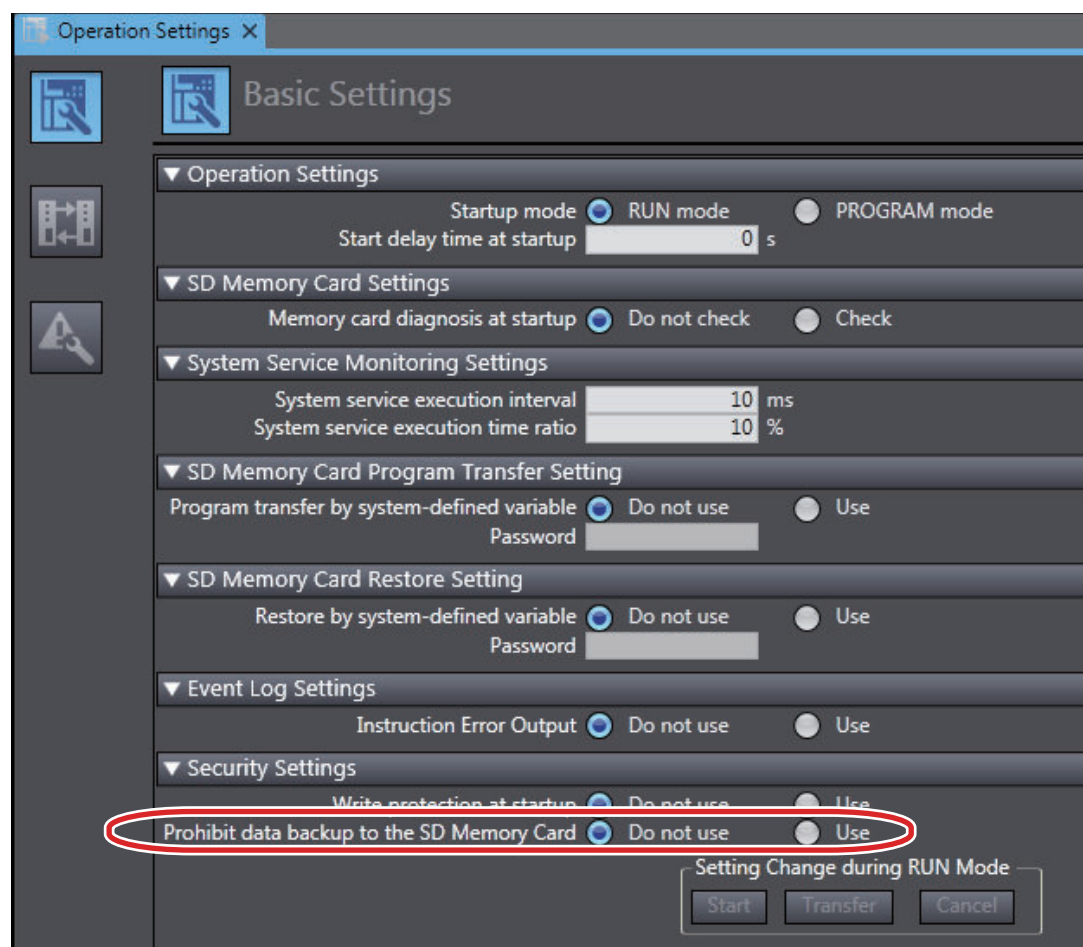 Operation Settings X
Basic Settings
▼ Operation Settings
Startup mode RUN mode PROGRAM mode
Start delay time at startup 0 s
▼ SD Memory Card Settings
Memory card diagnosis at startup Do not check Check
▼ System Service Monitoring Settings
System service execution interval 10 ms
System service execution time ratio 10 %
▼ SD Memory Card Program Transfer Setting
Program transfer by system-defined variable Do not use Use
Password
▼ SD Memory Card Restore Setting
Restore by system-defined variable Do not use Use
Password
▼ Event Log Settings
Instruction Error Output Do not use Use
▼ Security Settings
Write protection at startup Do not use Use
Prohibit data backup to the SD Memory Card Do not use Use
Setting Change during RUN Mode
Start Transfer Cancel